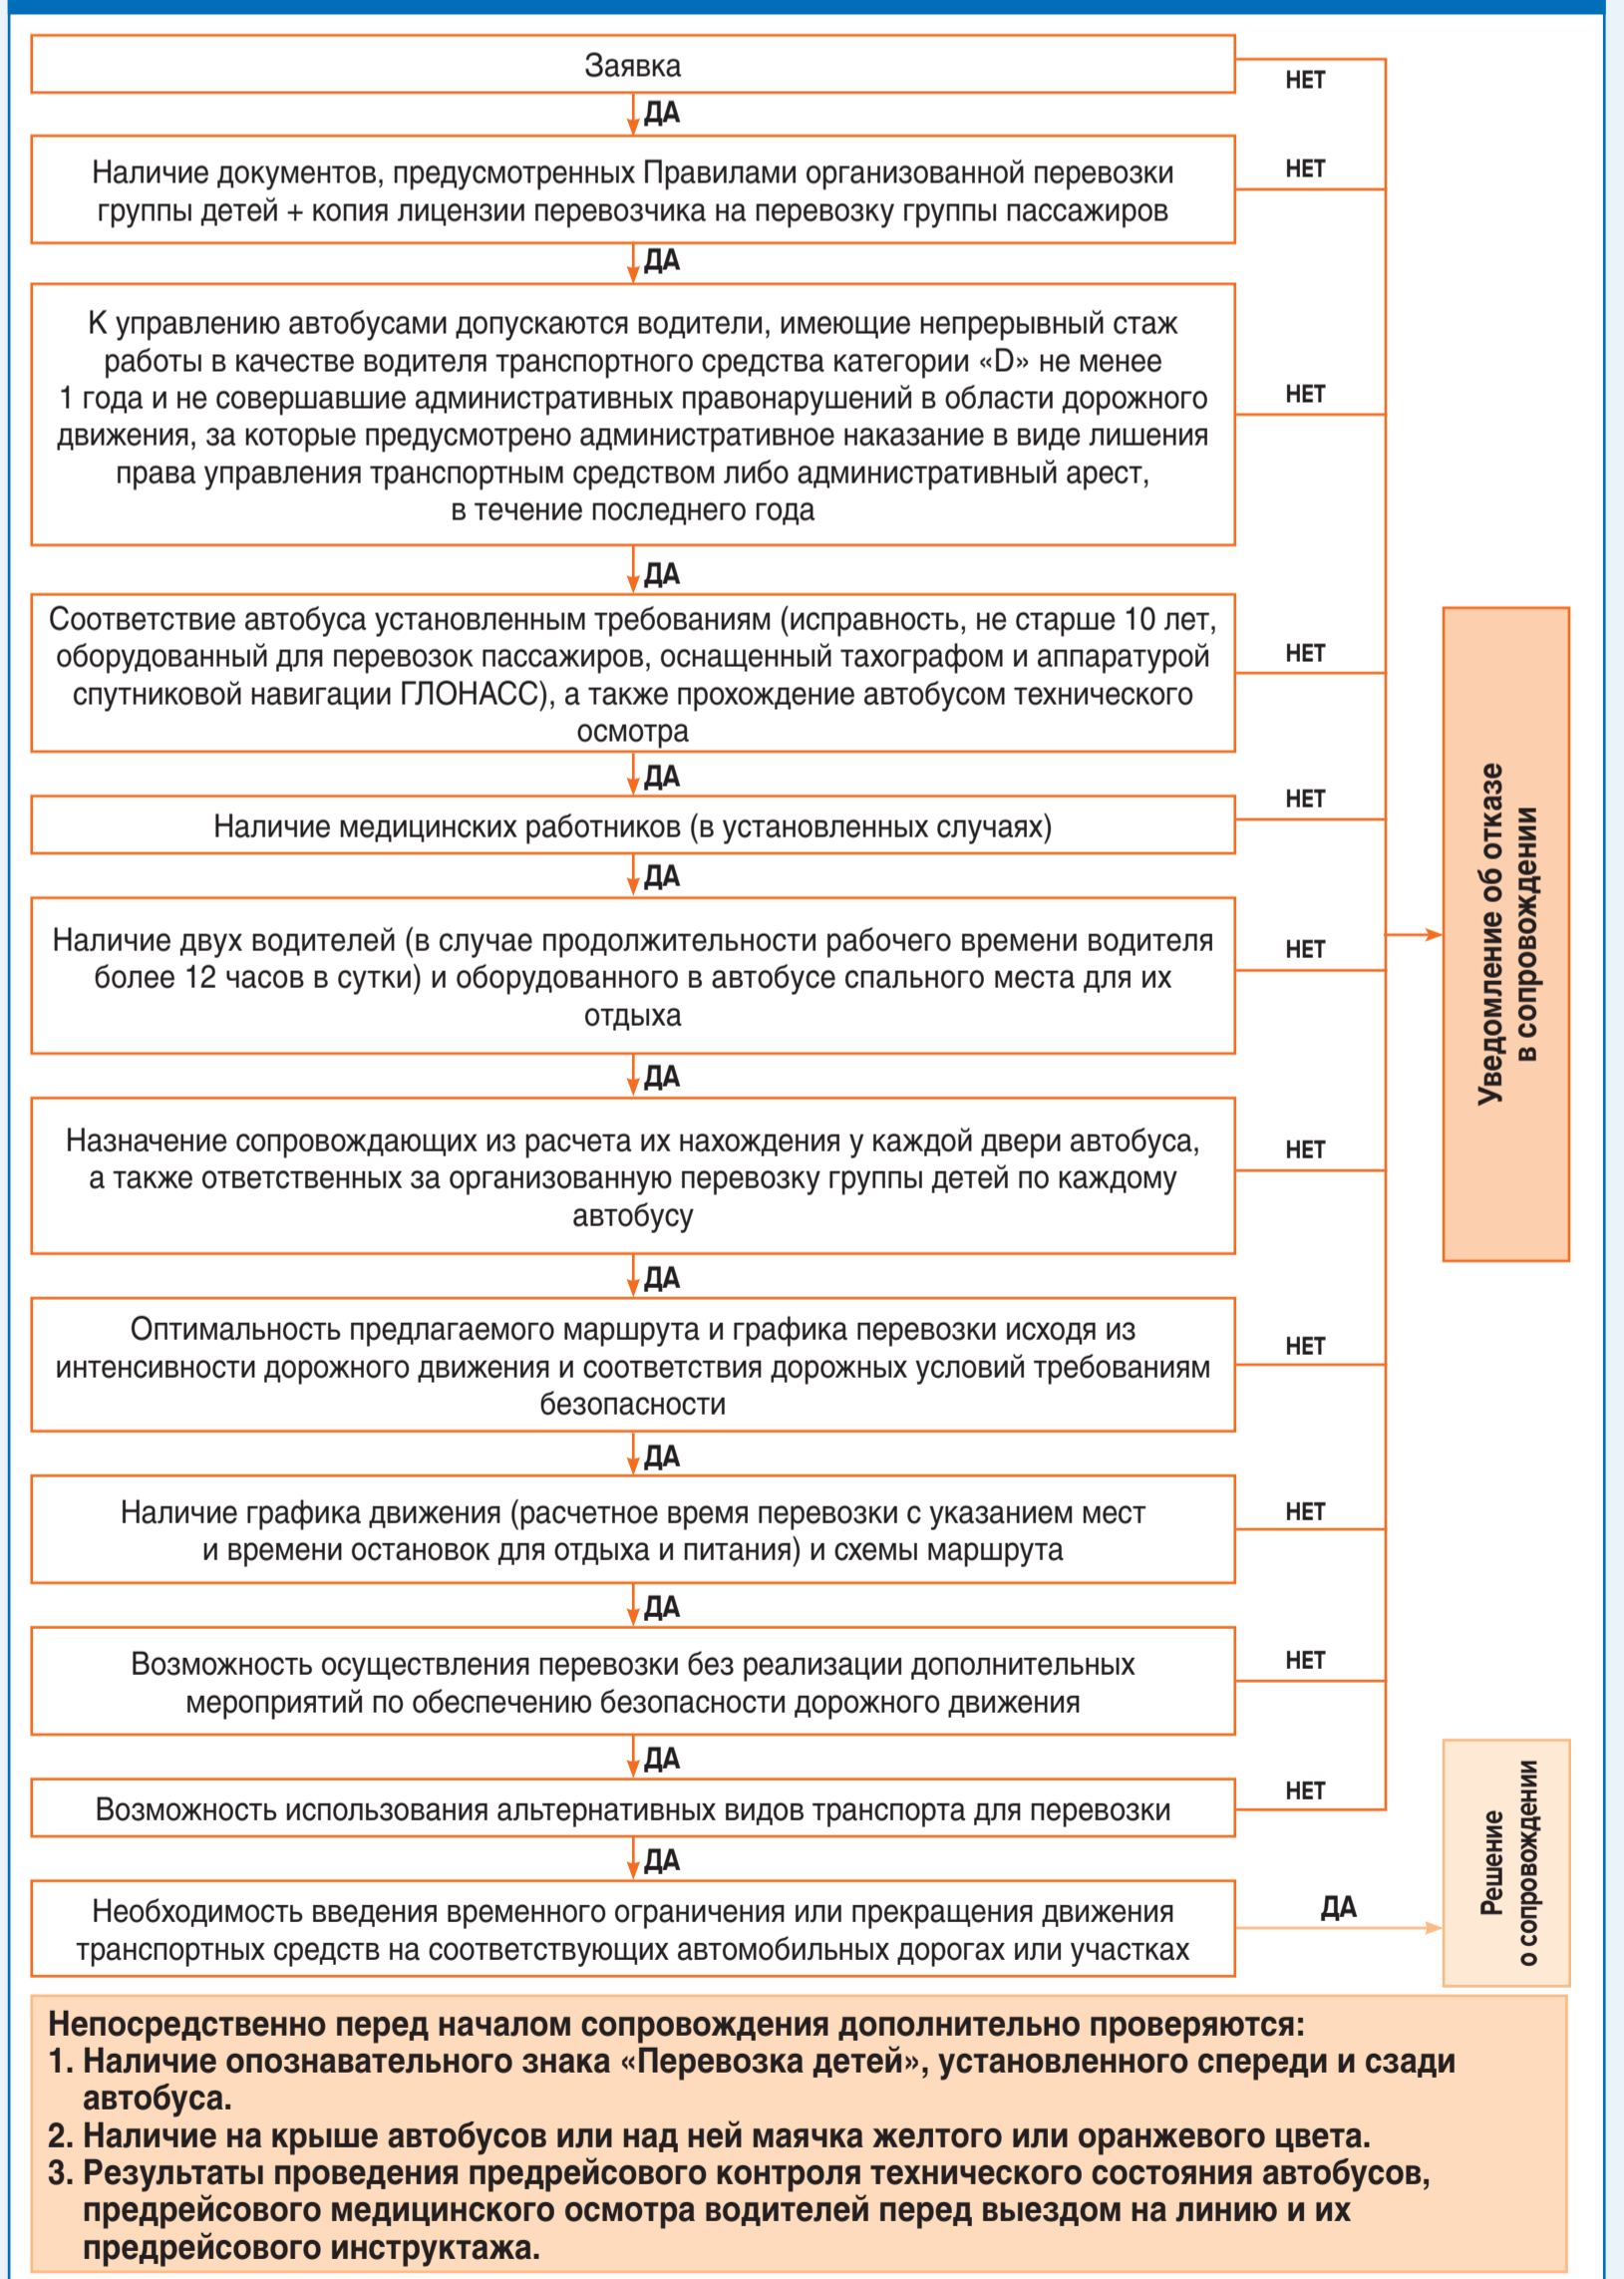 Заявка
НЕТ
ДА
Наличие документов, предусмотренных Правилами организованной перевозки
группы детей + копия лицензии перевозчика на перевозку группы пассажиров
НЕТ
ДА
К управлению автобусами допускаются водители, имеющие непрерывный стаж
работы в качестве водителя транспортного средства категории «D» не менее
1 года и не совершавшие административных правонарушений в области дорожного
движения, за которые предусмотрено административное наказание в виде лишения
права управления транспортным средством либо административный арест,
в течение последнего года
НЕТ
ДА
Соответствие автобуса установленным требованиям (исправность, не старше 10 лет,
оборудованный для перевозок пассажиров, оснащенный тахографом и аппаратурой
спутниковой навигации ГЛОНАСС), а также прохождение автобусом технического
осмотра
НЕТ
ДА
Наличие медицинских работников (в установленных случаях)
НЕТ
ДА
Наличие двух водителей (в случае продолжительности рабочего времени водителя
более 12 часов в сутки) и оборудованного в автобусе спального места для их
отдыха
НЕТ
ДА
Назначение сопровождающих из расчета их нахождения у каждой двери автобуса,
а также ответственных за организованную перевозку группы детей по каждому
автобусу
НЕТ
ДА
Оптимальность предлагаемого маршрута и графика перевозки исходя из
интенсивности дорожного движения и соответствия дорожных условий требованиям
безопасности
НЕТ
ДА
Наличие графика движения (расчетное время перевозки с указанием мест
и времени остановок для отдыха и питания) и схемы маршрута
НЕТ
ДА
Возможность осуществления перевозки без реализации дополнительных
мероприятий по обеспечению безопасности дорожного движения
НЕТ
ДА
Возможность использования альтернативных видов транспорта для перевозки
НЕТ
ДА
Необходимость введения временного ограничения или прекращения движения
транспортных средств на соответствующих автомобильных дорогах или участках
ДА
Уведомление об отказе
в сопровождении
Решение
о сопровождении
Непосредственно перед началом сопровождения дополнительно проверяются:
1. Наличие опознавательного знака «Перевозка детей», установленного спереди и сзади
автобуса.
2. Наличие на крыше автобусов или над ней маячка желтого или оранжевого цвета.
3. Результаты проведения предрейсового контроля технического состояния автобусов,
предрейсового медицинского осмотра водителей перед выездом на линию и их
предрейсового инструктажа.